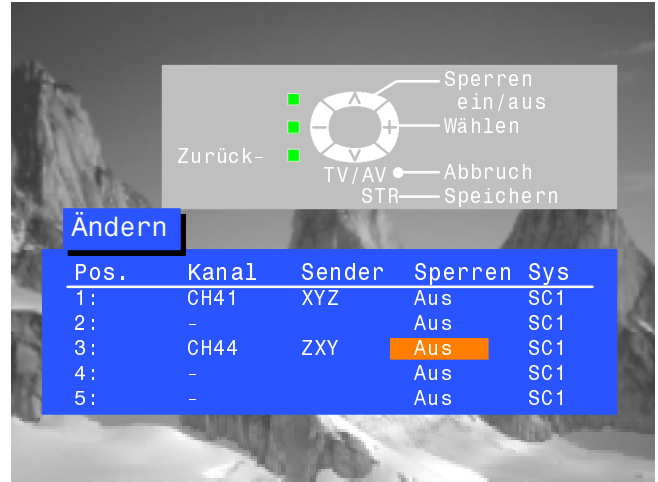 Sperren
ein/aus
Wählen
Zurück-
TV/AV Abbruch
STR Speichern
Ändern
Pos. Kanal Sender Sperren Sys
1: CH41 XYZ Aus SC1
2: - Aus SC1
3: CH44 ZXY Aus SC1
4: - Aus SC1
5: - Aus SC1